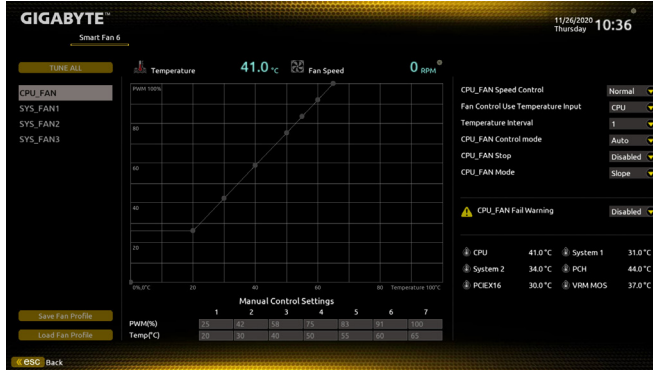 GIGABYTE™
11/26/2020 Thursday 10:36
Smart Fan 6
TUNE ALL
Temperature 41.0 °C Fan Speed 0 RPM
CPU_FAN
SYS_FAN1
SYS_FAN2
SYS_FAN3
PWM 100%
80
60
40
20
0%,0°C 20 40 60 80 Temperature 100°C
CPU_FAN Speed Control Normal
Fan Control Use Temperature Input CPU
Temperature Interval 1
CPU_FAN Control mode Auto
CPU_FAN Stop Disabled
CPU_FAN Mode Slope
CPU_FAN Fail Warning Disabled
CPU 41.0°C System 1 31.0°C
System 2 34.0°C PCH 44.0°C
PCIEX16 30.0°C VRM MOS 37.0°C
Manual Control Settings
1 2 3 4 5 6 7
PWM(%) 25 42 58 75 83 91 100
Temp(°C) 20 30 40 50 55 60 65
Save Fan Profile
Load Fan Profile
esc Back